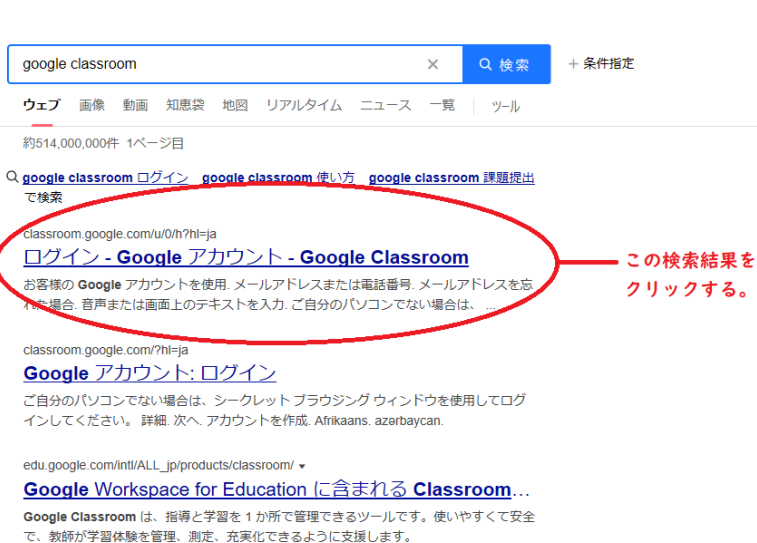 google classroom × 検索 + 条件指定
ウェブ 画像 動画 知恵袋 地図 リアルタイム ニュース 一覧 ツール
約514,000,000件 1ページ目
google classroom ログイン google classroom 使い方 google classroom 課題提出
で検索
classroom.google.com/u/0/h?hl=ja
ログイン - Google アカウント - Google Classroom
お客様の Google アカウントを使用. メールアドレスまたは電話番号. メールアドレスを忘
れた場合. 音声または画面上のテキストを入力. ご自分のパソコンでない場合は、 ...
この検索結果を
クリックする。
classroom.google.com/?hl=ja
Google アカウント: ログイン
ご自分のパソコンでない場合は、シークレット ブラウジング ウィンドウを使用してログ
インしてください。 詳細. 次へ. アカウントを作成. Afrikaans. azərbaycan.
edu.google.com/intl/ALL_jp/products/classroom/
Google Workspace for Education に含まれる Classroom…
Google Classroom は、指導と学習を 1 か所で管理できるツールです。使いやすくて安全
で、教師が学習体験を管理、測定、充実化できるように支援します。